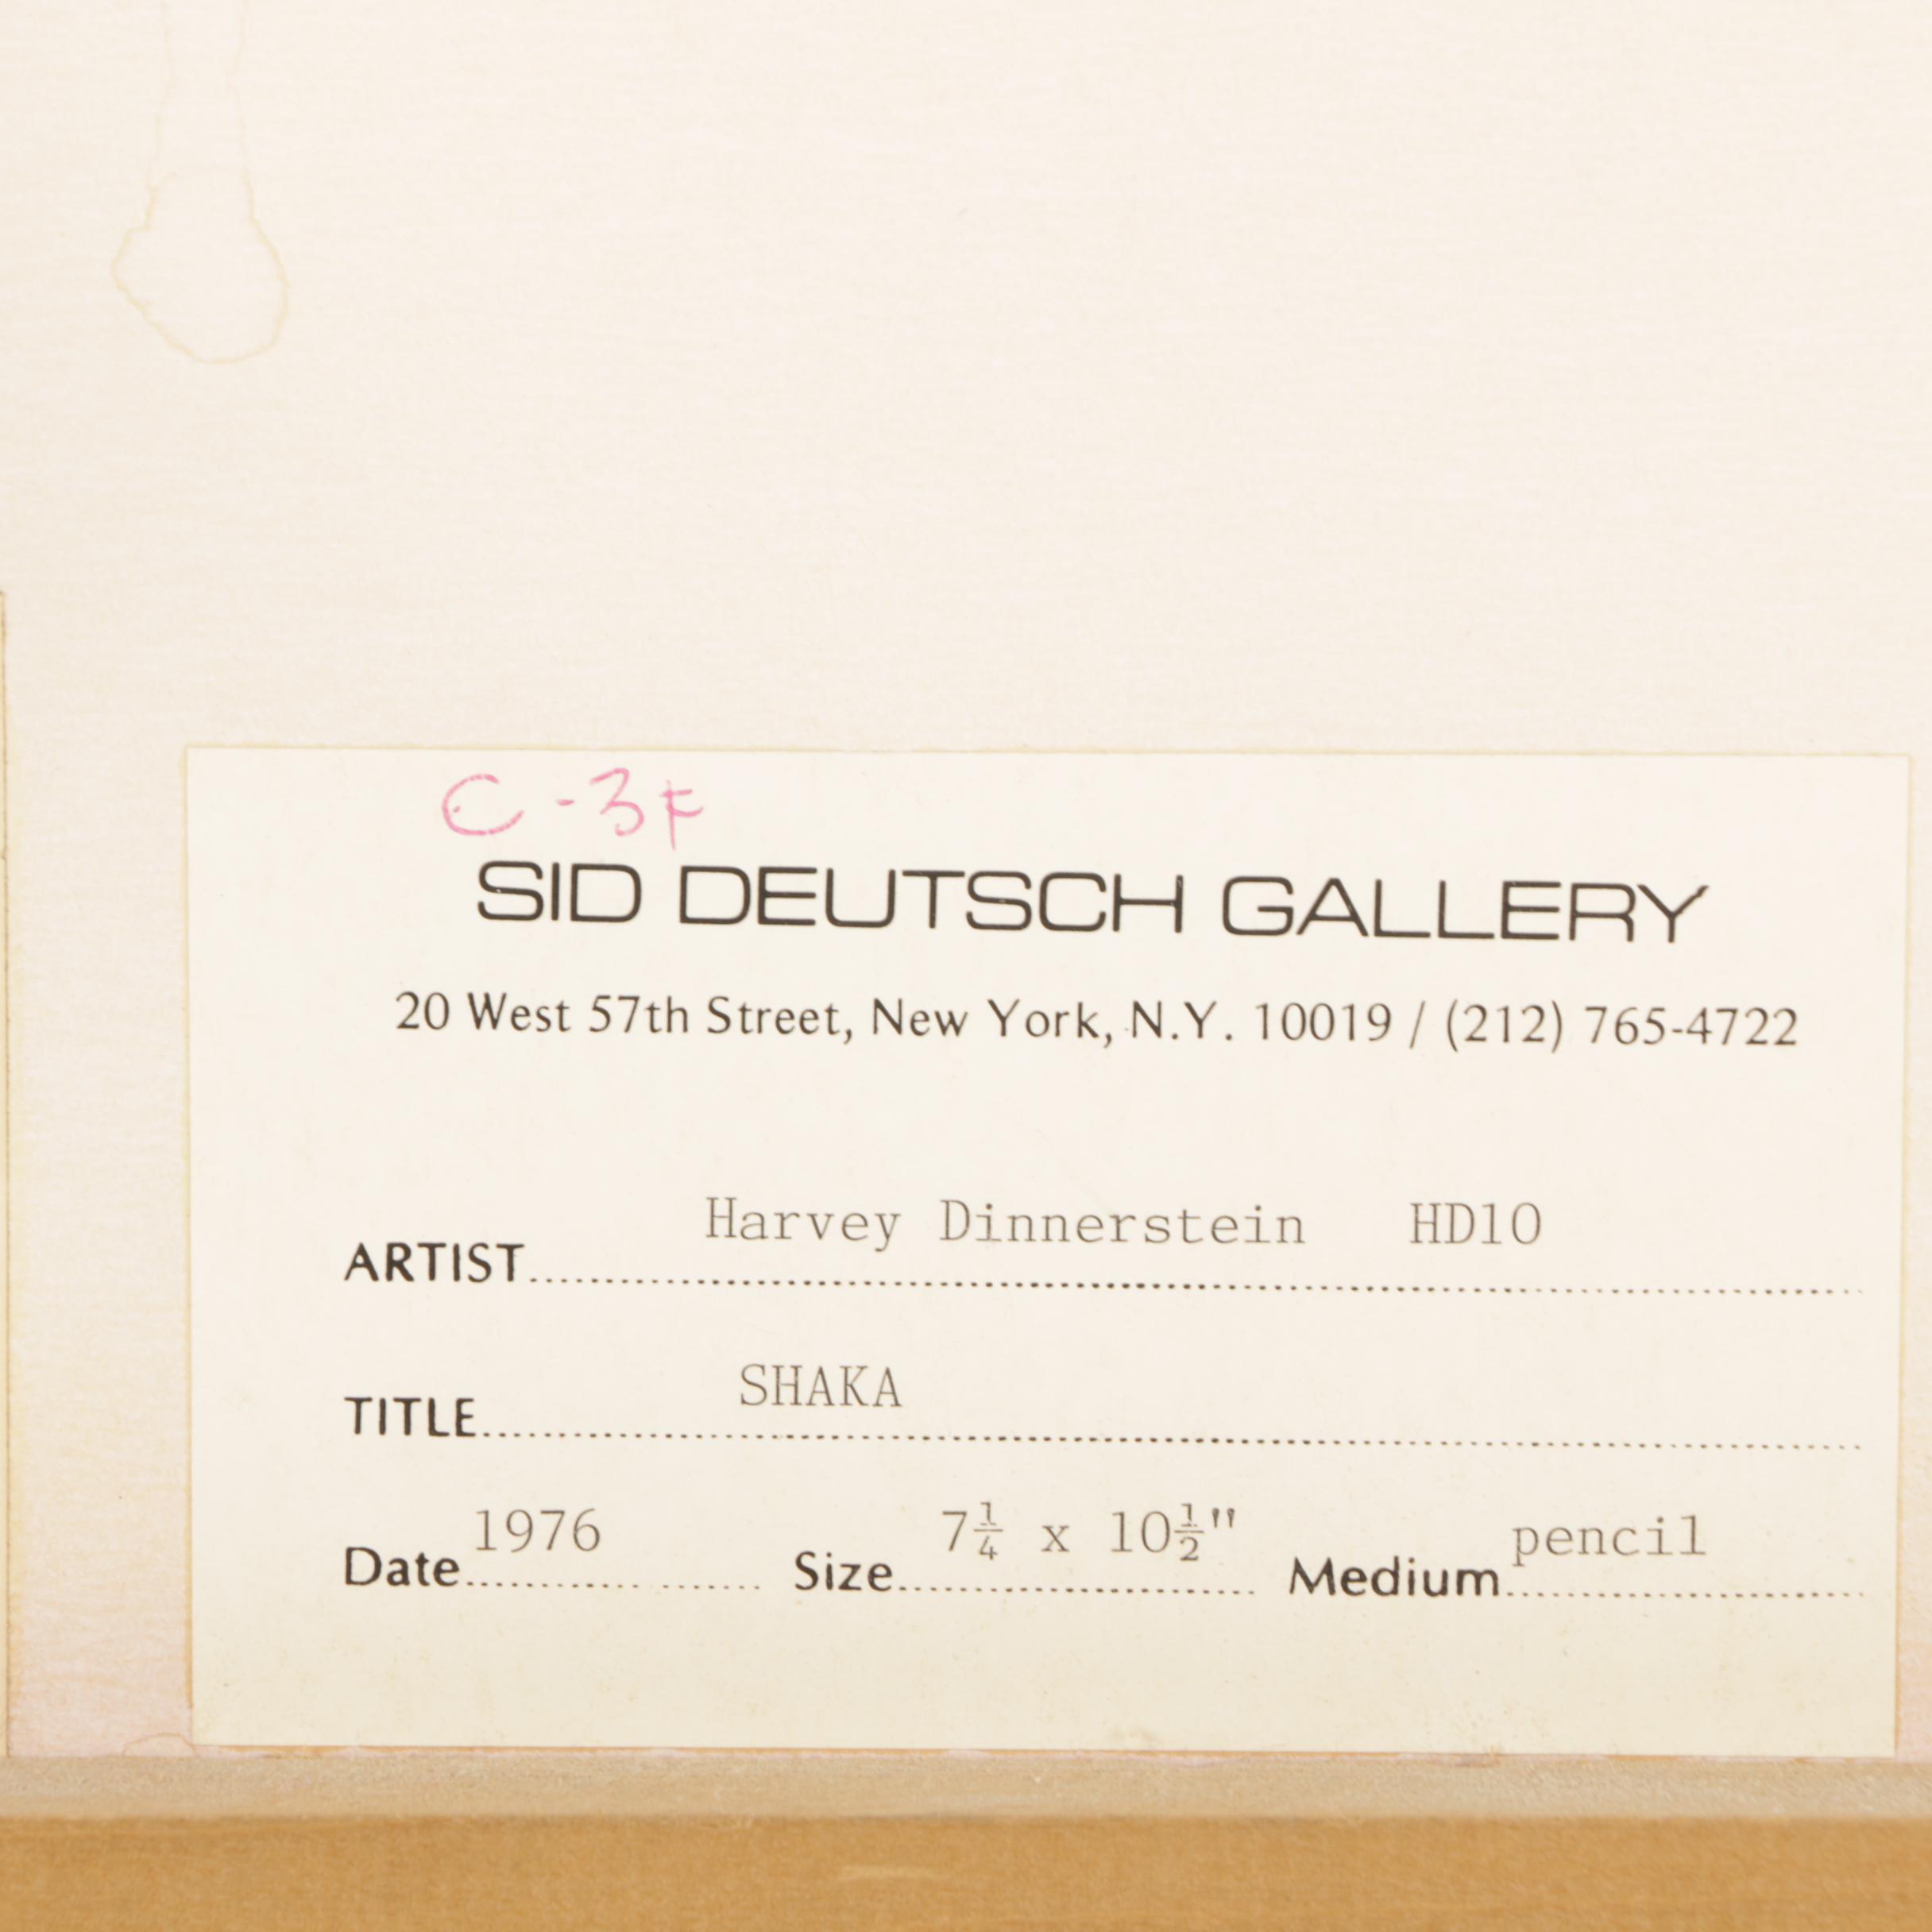 C-3F
SID DEUTSCH GALLERY
20 West 57th Street, New York, N.Y. 10019 / (212) 765-4722
ARTIST Harvey Dinnerstein HD10
TITLE SHAKA
Date 1976 Size 7¼ x 10½" Medium pencil